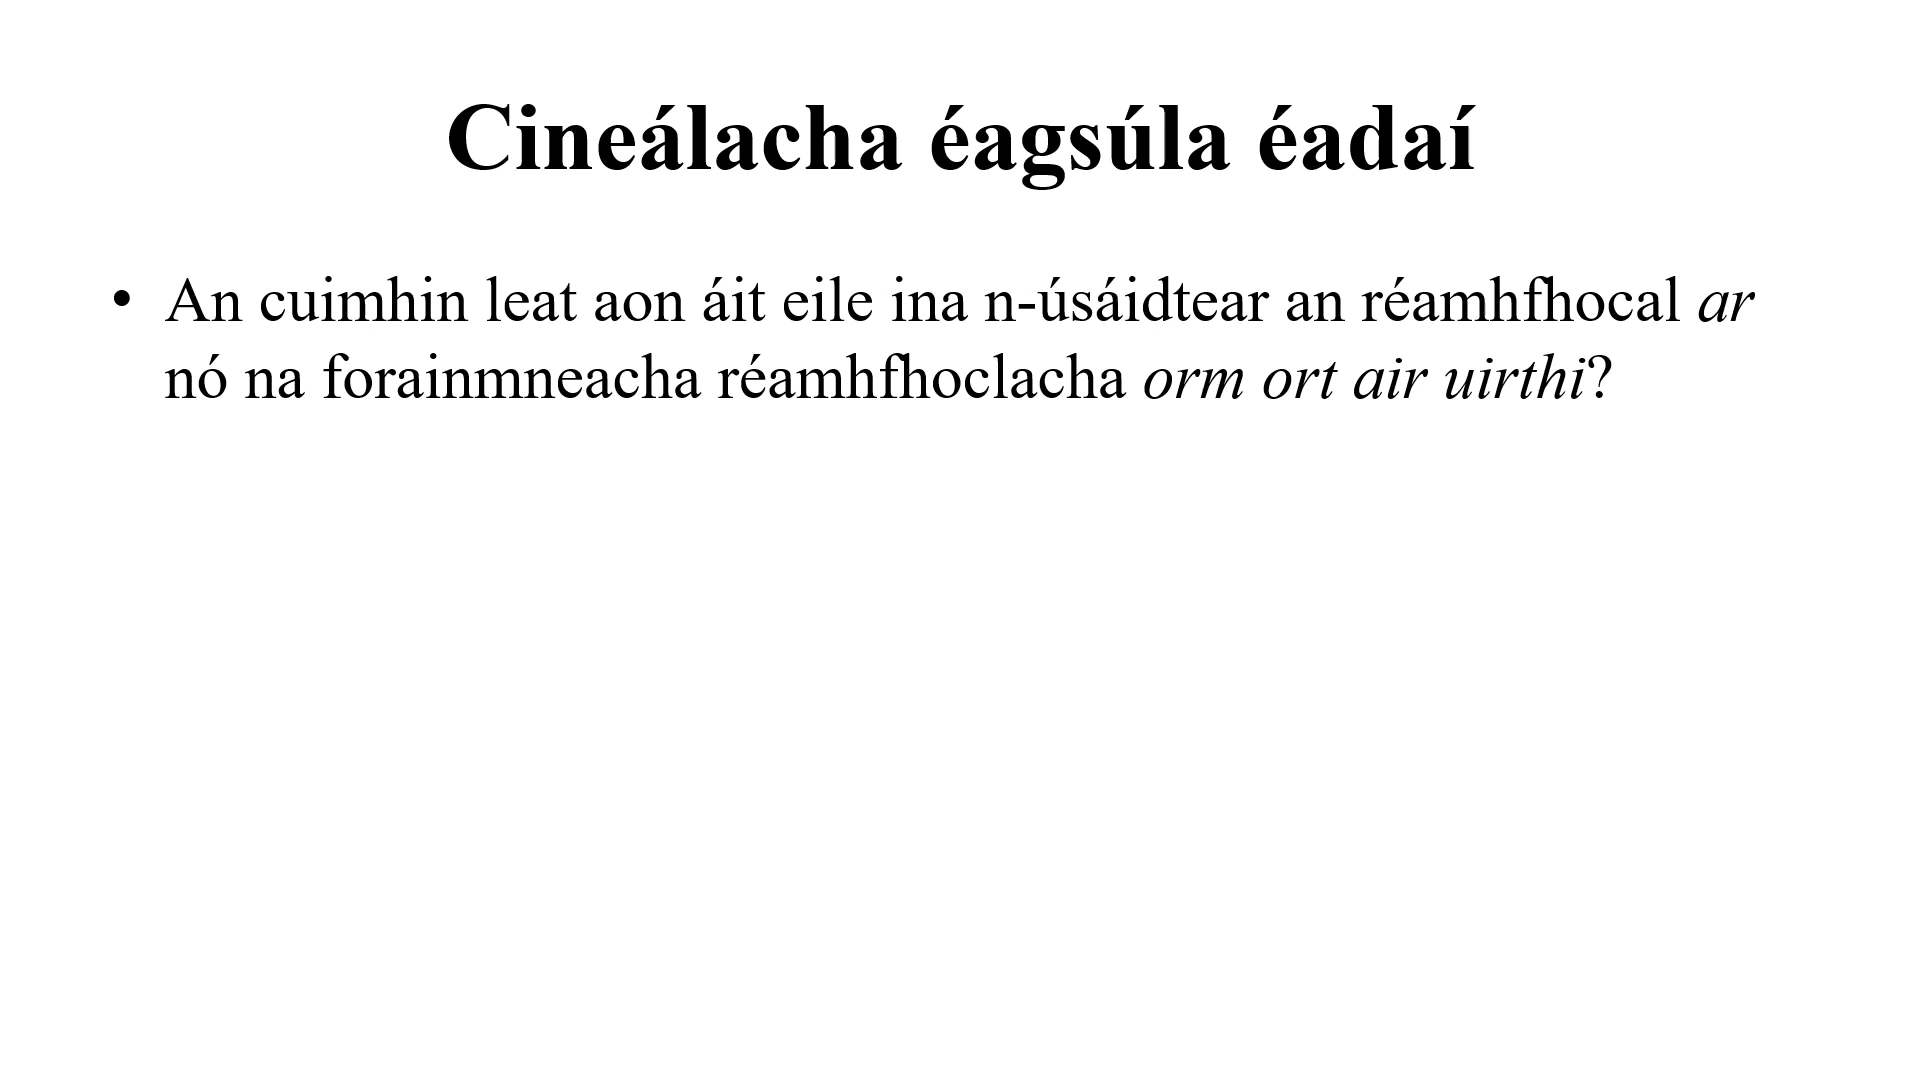 Cineálacha éagsúla éadaí
• An cuimhin leat aon áit eile ina n-úsáidtear an réamhfhocal ar
nó na forainmneacha réamhfhoclacha orm ort air uirthi?